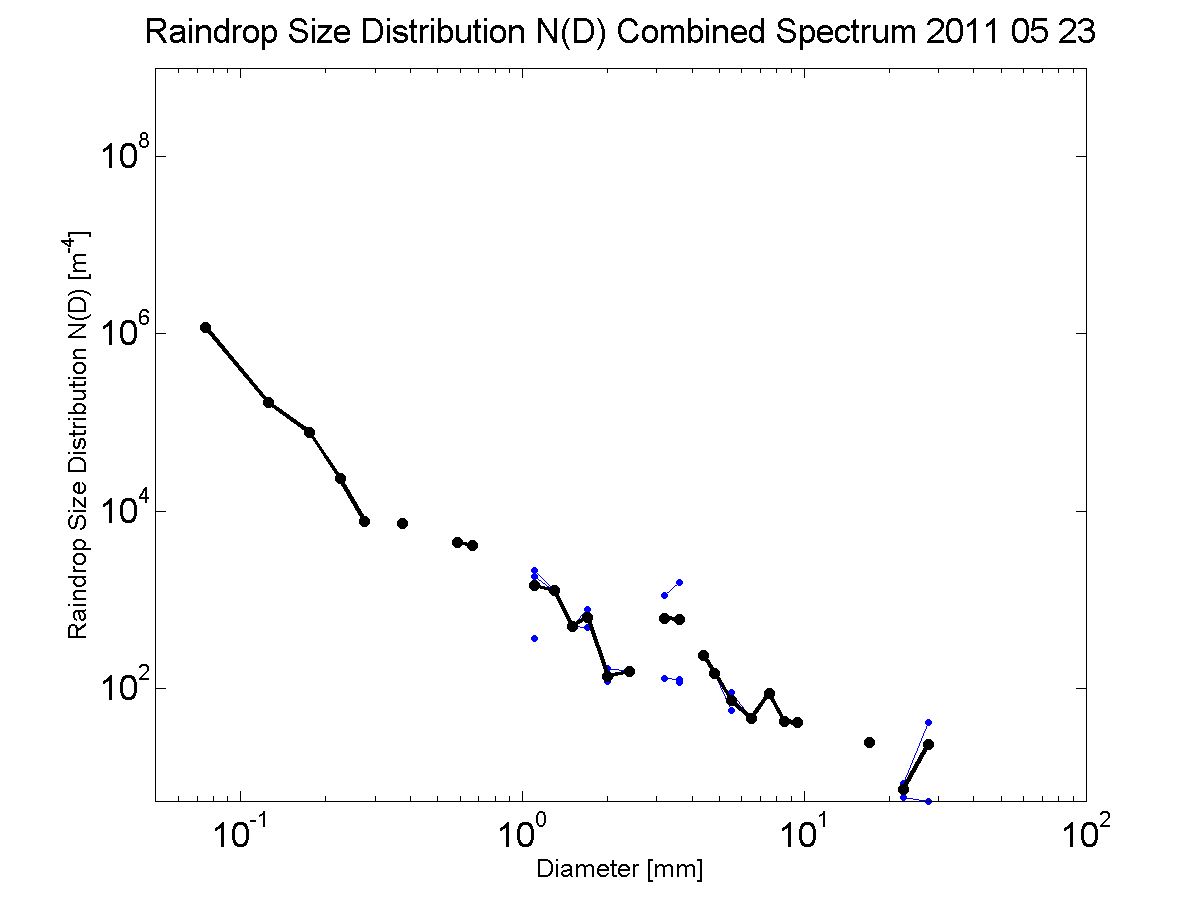 Raindrop Size Distribution N(D) Combined Spectrum 2011 05 23
10^8
10^6
10^4
10^2
Raindrop Size Distribution N(D) [m^-4]
10^-1
10^0
10^1
10^2
Diameter [mm]